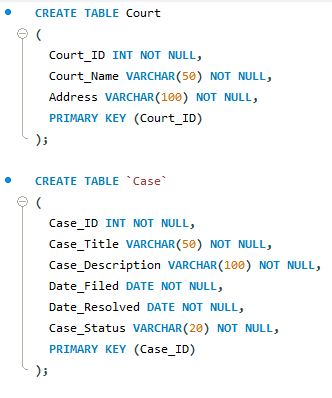 CREATE TABLE Court
(
Court_ID INT NOT NULL,
Court_Name VARCHAR(50) NOT NULL,
Address VARCHAR(100) NOT NULL,
PRIMARY KEY (Court_ID)
);
CREATE TABLE `Case`
(
Case_ID INT NOT NULL,
Case_Title VARCHAR(50) NOT NULL,
Case_Description VARCHAR(100) NOT NULL,
Date_Filed DATE NOT NULL,
Date_Resolved DATE NOT NULL,
Case_Status VARCHAR(20) NOT NULL,
PRIMARY KEY (Case_ID)
);